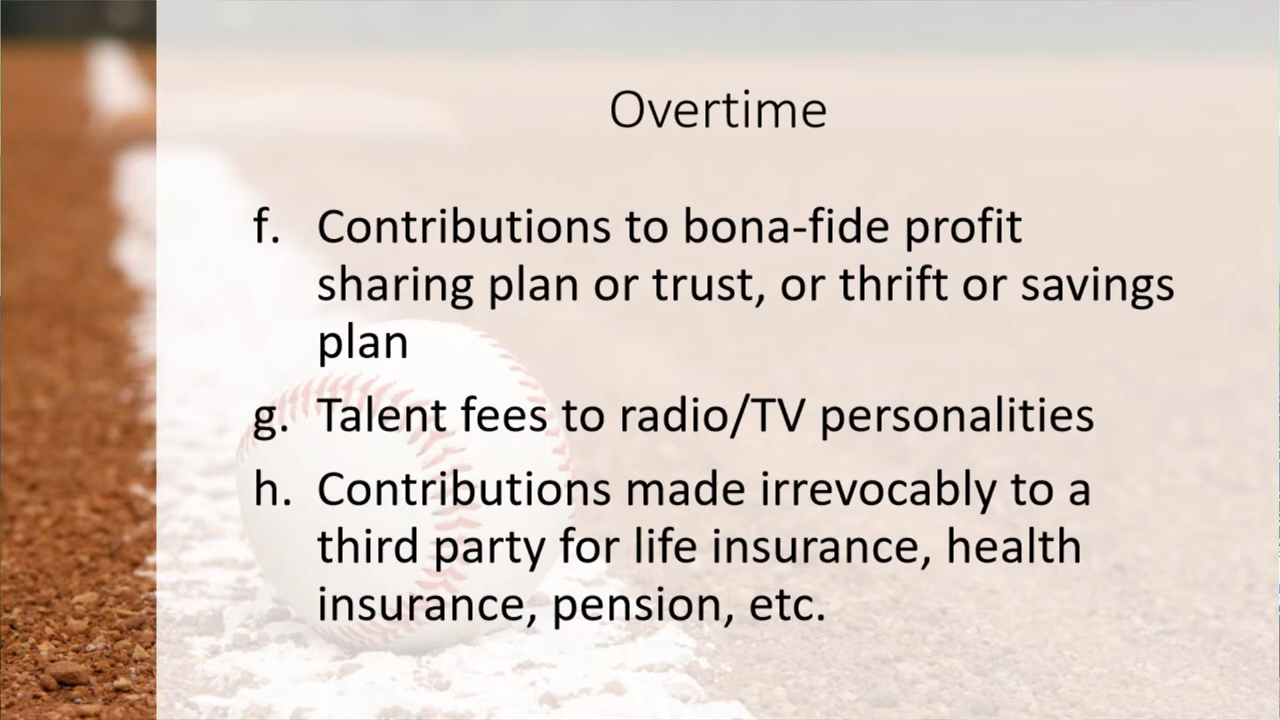 Overtime
f. Contributions to bona-fide profit
sharing plan or trust, or thrift or savings
plan
g. Talent fees to radio/TV personalities
h. Contributions made irrevocably to a
third party for life insurance, health
insurance, pension, etc.